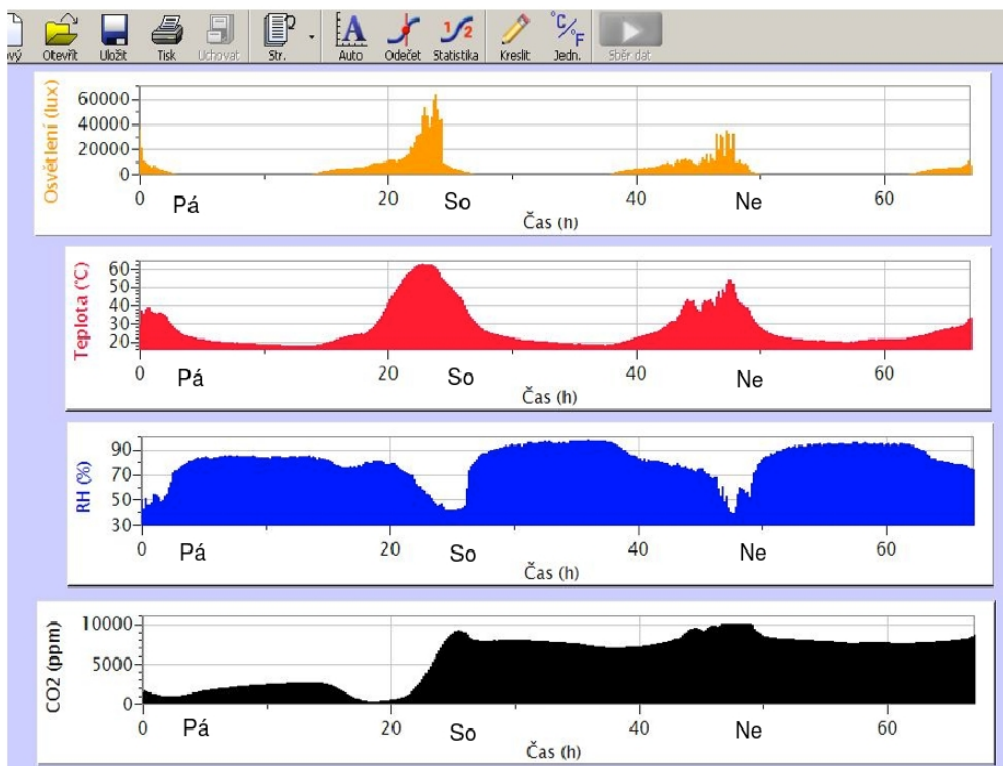 ový Otevřít Uložit Tisk Uchovat Str. Auto Odečet Statistika Kreslit Jedn. Sběr dat
1/2 °C/°F
Osvětlení (lux)
60000
40000
20000
0
0 20 40 60
Pá So Ne
Čas (h)
Teplota (°C)
60
50
40
30
20
0 20 40 60
Pá So Ne
Čas (h)
RH (%)
90
70
50
30
0 20 40 60
Pá So Ne
Čas (h)
CO2 (ppm)
10000
5000
0
0 20 40 60
Pá So Ne
Čas (h)